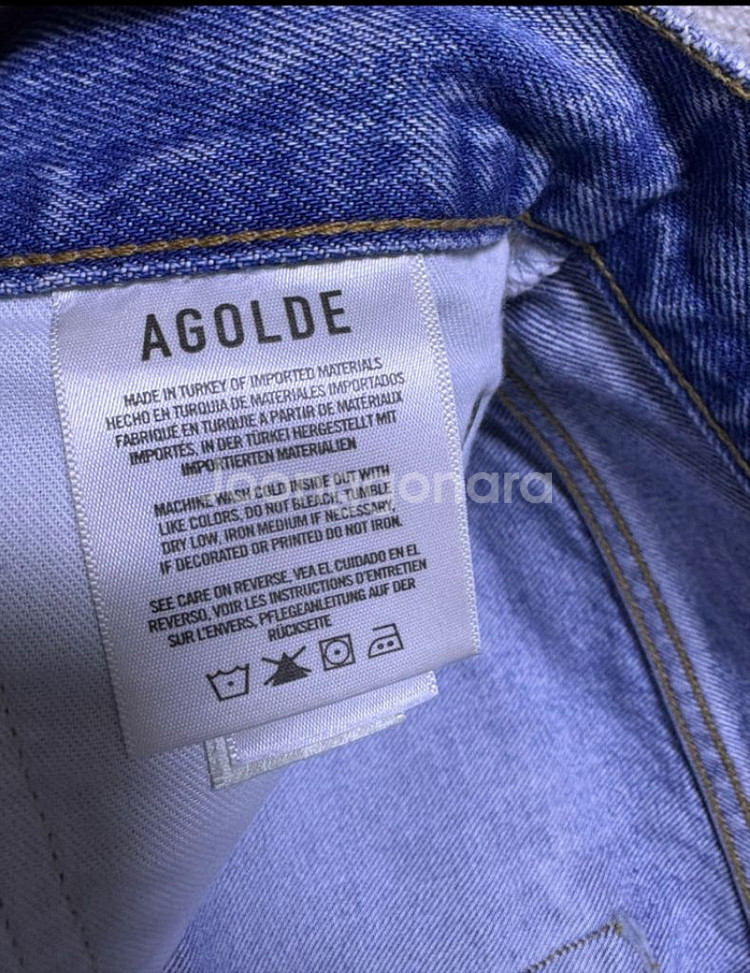 AGOLDE
MADE IN TURKEY OF IMPORTED MATERIALS
HECHO EN TURQUIA DE MATERIALES IMPORTADOS
FABRIQUÉ EN TURQUIE À PARTIR DE MATERIAUX
IMPORTÉS, IN DER TÜRKEI HERGESTELLT MIT
IMPORTIERTEN MATERIALIEN
MACHINE WASH COLD INSIDE OUT WITH
LIKE COLORS, DO NOT BLEACH, TUMBLE
DRY LOW, IRON MEDIUM IF NECESSARY,
IF DECORATED OR PRINTED DO NOT IRON.
SEE CARE ON REVERSE, VEA EL CUIDADO EN EL
REVERSO, VOIR LES INSTRUCTIONS D'ENTRETIEN
SUR L'ENVERS, PFLEGEANLEITUNG AUF DER
RÜCKSEITE